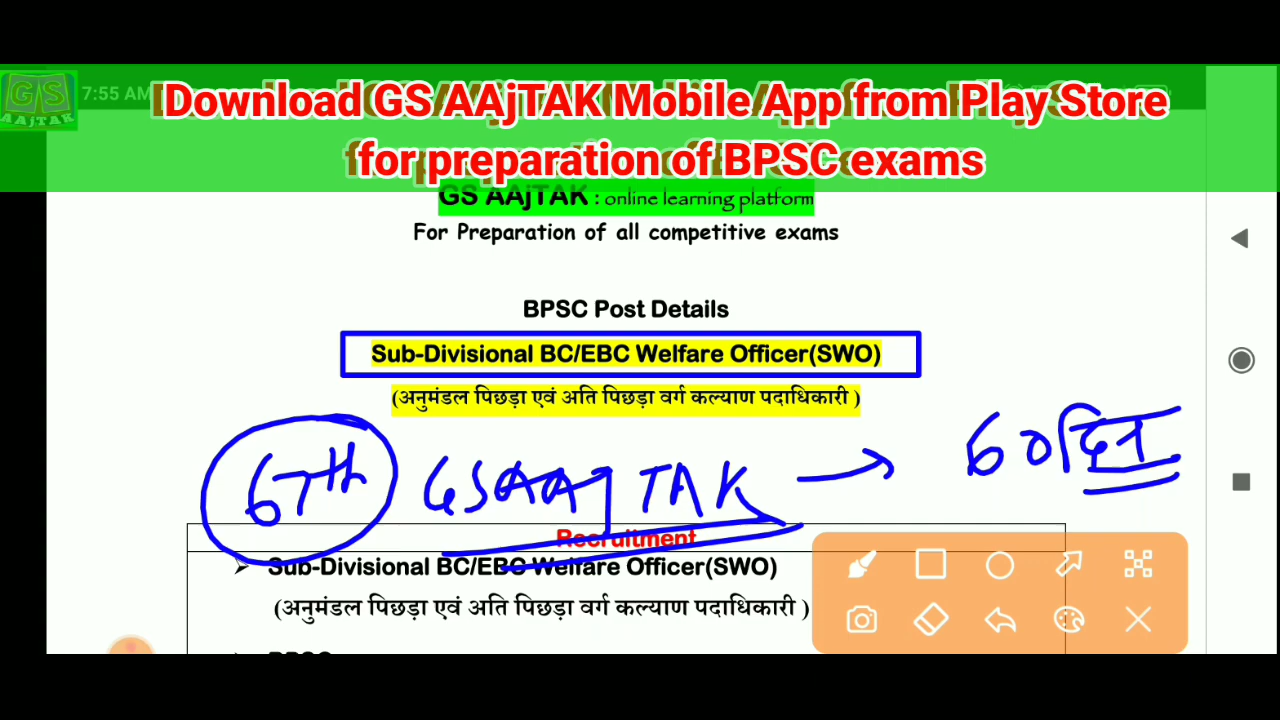 Download GS AAjTAK Mobile App from Play Store
for preparation of BPSC exams
GS
AAjTAK
7:55 AM
GS AAjTAK : online learning platform
For Preparation of all competitive exams
BPSC Post Details
Sub-Divisional BC/EBC Welfare Officer(SWO)
(अनुमंडल पिछड़ा एवं अति पिछड़ा वर्ग कल्याण पदाधिकारी )
67th GSAAJ TAK → 60 दिन
Recruitment
➢ Sub-Divisional BC/EBC Welfare Officer(SWO)
(अनुमंडल पिछड़ा एवं अति पिछड़ा वर्ग कल्याण पदाधिकारी )